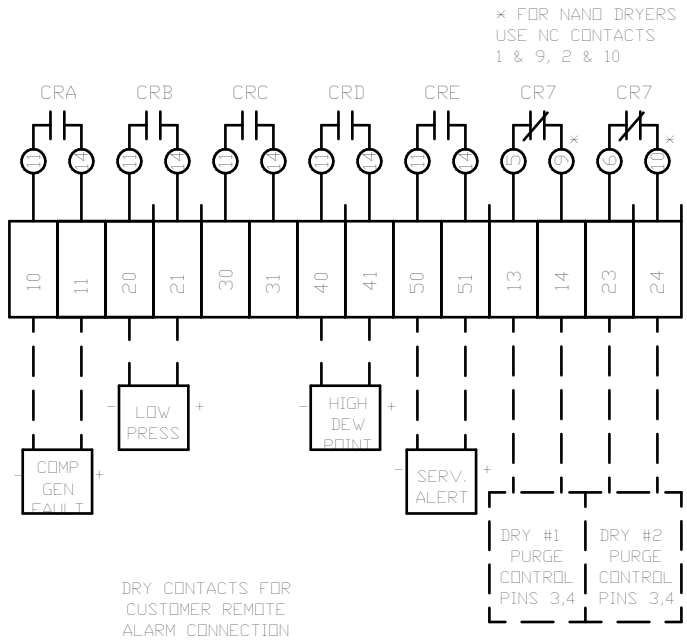 * FOR NANO DRYERS
USE NC CONTACTS
1 & 9, 2 & 10
CRA CRB CRC CRD CRE CR7 CR7
11 14 11 14 11 14 11 14 11 14 5 9 * 6 10 *
10 11 20 21 30 31 40 41 50 51 13 14 23 24
- LOW +
PRESS
- HIGH +
DEW
POINT
- COMP +
GEN
FAULT
- SERV. +
ALERT
DRY #1
PURGE
CONTROL
PINS 3,4
DRY #2
PURGE
CONTROL
PINS 3,4
DRY CONTACTS FOR
CUSTOMER REMOTE
ALARM CONNECTION